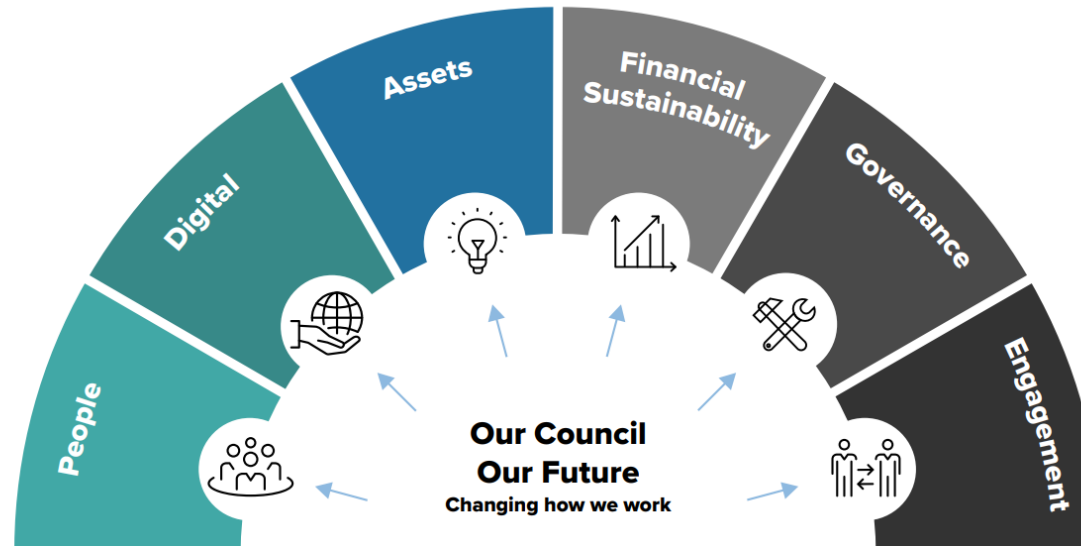 People
Digital
Assets
Financial
Sustainability
Governance
Engagement
Our Council
Our Future
Changing how we work